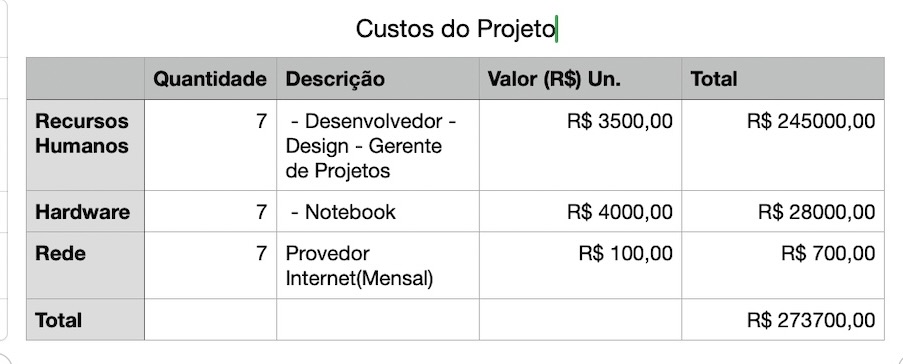 Custos do Projeto
Quantidade Descrição Valor (R$) Un. Total
Recursos 7 - Desenvolvedor - R$ 3500,00 R$ 245000,00
Humanos Design - Gerente
de Projetos
Hardware 7 - Notebook R$ 4000,00 R$ 28000,00
Rede 7 Provedor R$ 100,00 R$ 700,00
Internet(Mensal)
Total R$ 273700,00